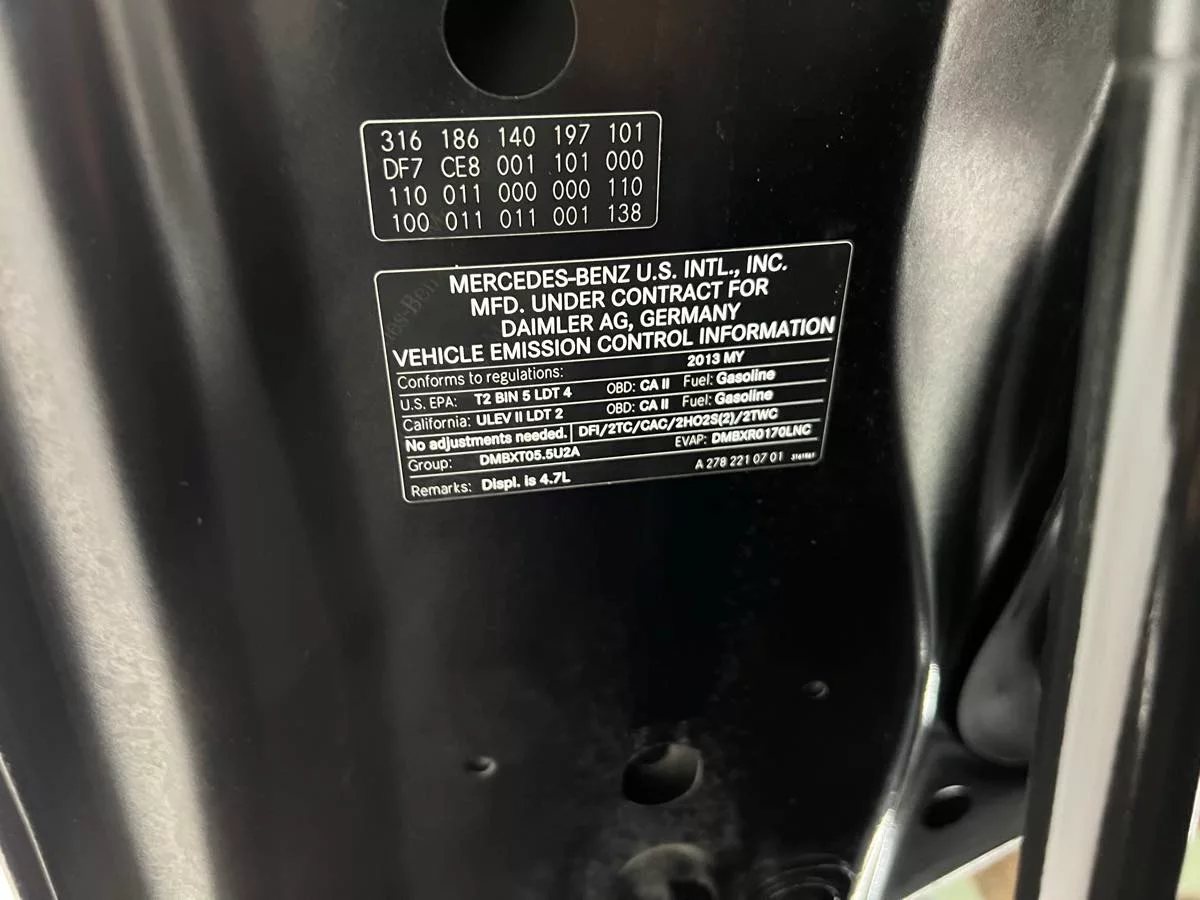 316 186 140 197 101
DF7 CE8 001 101 000
110 011 000 000 110
100 011 011 001 138
MERCEDES-BENZ U.S. INTL., INC.
MFD. UNDER CONTRACT FOR
DAIMLER AG, GERMANY
VEHICLE EMISSION CONTROL INFORMATION
Conforms to regulations: 2013 MY
U.S. EPA: T2 BIN 5 LDT 4 OBD: CA II Fuel: Gasoline
California: ULEV II LDT 2 OBD: CA II Fuel: Gasoline
No adjustments needed. DFI/2TC/CAC/2HO2S(2)/2TWC
Group: DMBXT05.5U2A EVAP: DMBXR0170LNC
Remarks: Displ. is 4.7L A 278 221 07 01